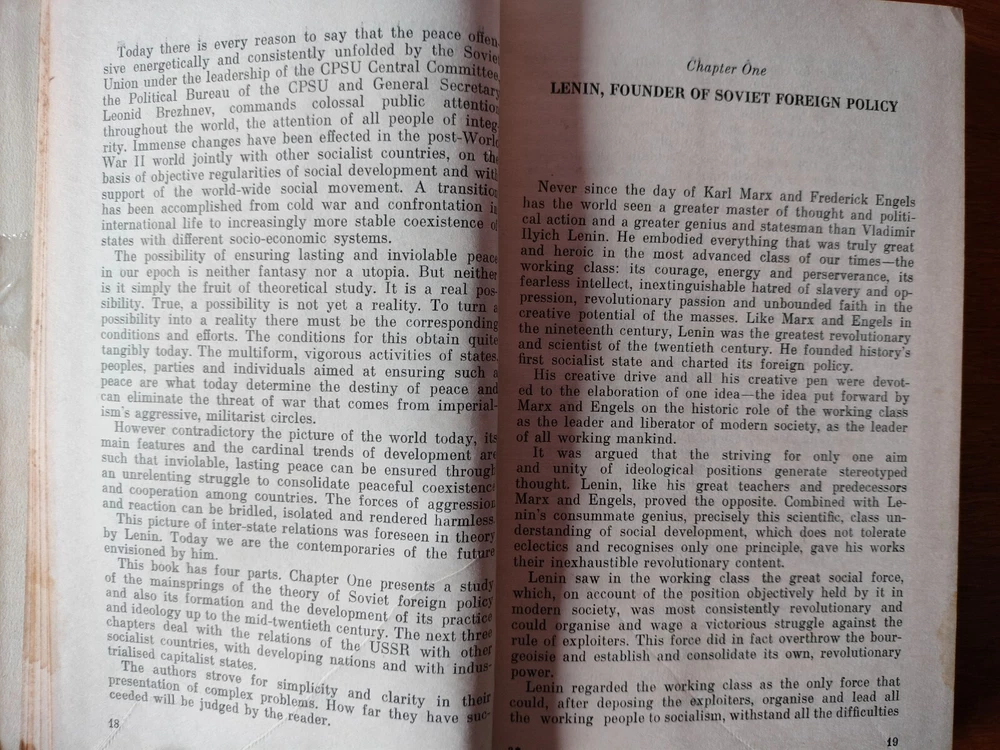 Today there is every reason to say that the peace offen-
sive energetically and consistently unfolded by the Soviet
Union under the leadership of the CPSU Central Committee,
the Political Bureau of the CPSU and General Secretary
Leonid Brezhnev, commands colossal public attention
throughout the world, the attention of all people of integ-
rity. Immense changes have been effected in the post-World
War II world jointly with other socialist countries, on the
basis of objective regularities of social development and with
support of the world-wide social movement. A transition
has been accomplished from cold war and confrontation in
international life to increasingly more stable coexistence of
states with different socio-economic systems.
The possibility of ensuring lasting and inviolable peace
in our epoch is neither fantasy nor a utopia. But neither
is it simply the fruit of theoretical study. It is a real pos-
sibility. True, a possibility is not yet a reality. To turn a
possibility into a reality there must be the corresponding
conditions and efforts. The conditions for this obtain quite
tangibly today. The multiform, vigorous activities of states,
peoples, parties and individuals aimed at ensuring such a
peace are what today determine the destiny of peace and
can eliminate the threat of war that comes from imperial-
ism's aggressive, militarist circles.
However contradictory the picture of the world today, its
main features and the cardinal trends of development are
such that inviolable, lasting peace can be ensured through
an unrelenting struggle to consolidate peaceful coexistence
and cooperation among countries. The forces of aggression
and reaction can be bridled, isolated and rendered harmless.
This picture of inter-state relations was foreseen in theory
by Lenin. Today we are the contemporaries of the future
envisioned by him.
This book has four parts. Chapter One presents a study
of the mainsprings of the theory of Soviet foreign policy
and also its formation and the development of its practice
and ideology up to the mid-twentieth century. The next three
chapters deal with the relations of the USSR with other
socialist countries, with developing nations and with indus-
trialised capitalist states.
The authors strove for simplicity and clarity in their
presentation of complex problems. How far they have suc-
ceeded will be judged by the reader.
18
Chapter One
LENIN, FOUNDER OF SOVIET FOREIGN POLICY
Never since the day of Karl Marx and Frederick Engels
has the world seen a greater master of thought and politi-
cal action and a greater genius and statesman than Vladimir
Ilyich Lenin. He embodied everything that was truly great
and heroic in the most advanced class of our times—the
working class: its courage, energy and perserverance, its
fearless intellect, inextinguishable hatred of slavery and op-
pression, revolutionary passion and unbounded faith in the
creative potential of the masses. Like Marx and Engels in
the nineteenth century, Lenin was the greatest revolutionary
and scientist of the twentieth century. He founded history's
first socialist state and charted its foreign policy.
His creative drive and all his creative pen were devot-
ed to the elaboration of one idea—the idea put forward by
Marx and Engels on the historic role of the working class
as the leader and liberator of modern society, as the leader
of all working mankind.
It was argued that the striving for only one aim
and unity of ideological positions generate stereotyped
thought. Lenin, like his great teachers and predecessors
Marx and Engels, proved the opposite. Combined with Le-
nin's consummate genius, precisely this scientific, class un-
derstanding of social development, which does not tolerate
eclectics and recognises only one principle, gave his works
their inexhaustible revolutionary content.
Lenin saw in the working class the great social force,
which, on account of the position objectively held by it in
modern society, was most consistently revolutionary and
could organise and wage a victorious struggle against the
rule of exploiters. This force did in fact overthrow the bour-
geoisie and establish and consolidate its own, revolutionary
power.
Lenin regarded the working class as the only force that
could, after deposing the exploiters, organise and lead all
the working people to socialism, withstand all the difficulties
19